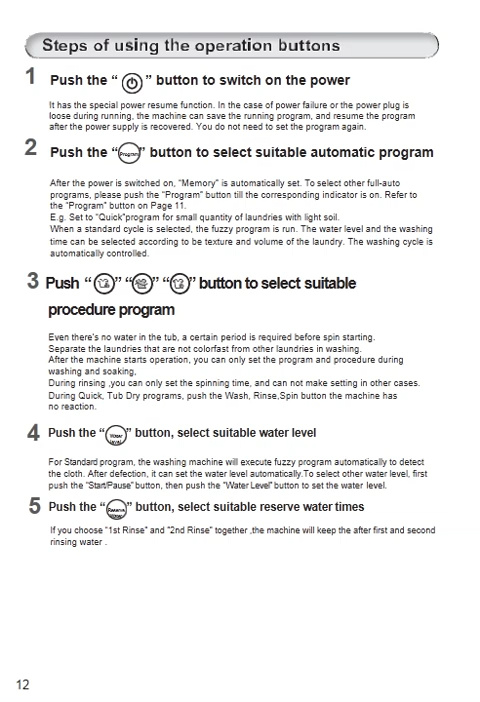 Steps of using the operation buttons
1 Push the “ ” button to switch on the power
It has the special power resume function. In the case of power failure or the power plug is
loose during running, the machine can save the running program, and resume the program
after the power supply is recovered. You do not need to set the program again.
2 Push the “Program” button to select suitable automatic program
After the power is switched on, “Memory” is automatically set. To select other full-auto
programs, please push the “Program” button till the corresponding indicator is on. Refer to
the “Program” button on Page 11.
E.g. Set to “Quick”program for small quantity of laundries with light soil.
When a standard cycle is selected, the fuzzy program is run. The water level and the washing
time can be selected according to be texture and volume of the laundry. The washing cycle is
automatically controlled.
3 Push “ ” “ ” “ ” button to select suitable
procedure program
Even there's no water in the tub, a certain period is required before spin starting.
Separate the laundries that are not colorfast from other laundries in washing.
After the machine starts operation, you can only set the program and procedure during
washing and soaking,
During rinsing ,you can only set the spinning time, and can not make setting in other cases.
During Quick, Tub Dry programs, push the Wash, Rinse,Spin button the machine has
no reaction.
4 Push the “Water level” button, select suitable water level
For Standard program, the washing machine will execute fuzzy program automatically to detect
the cloth. After defection, it can set the water level automatically.To select other water level, first
push the “Start/Pause” button, then push the “Water Level” button to set the water level.
5 Push the “Reserve Water” button, select suitable reserve water times
If you choose “1st Rinse” and “2nd Rinse” together ,the machine will keep the after first and second
rinsing water .
12